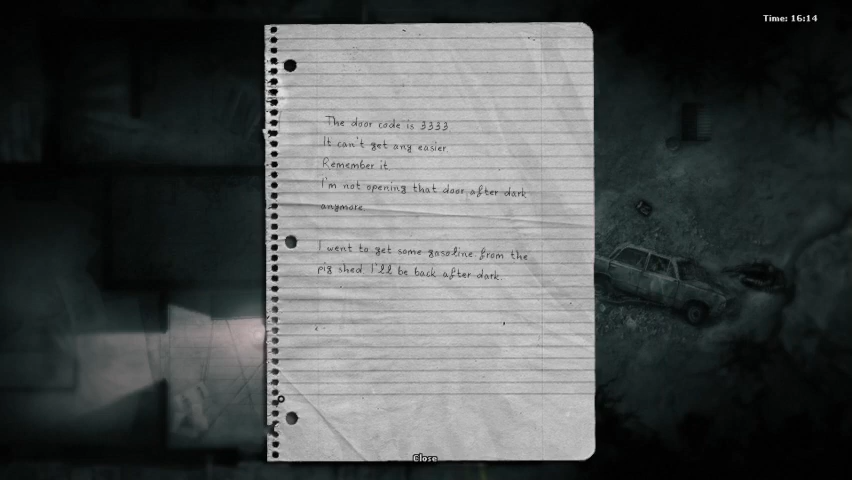 Time: 16:14
The door code is 3333
It can't get any easier.
Remember it.
I'm not opening that door after dark
anymore.
I went to get some gasoline from the
pig shed. I'll be back after dark.
Close